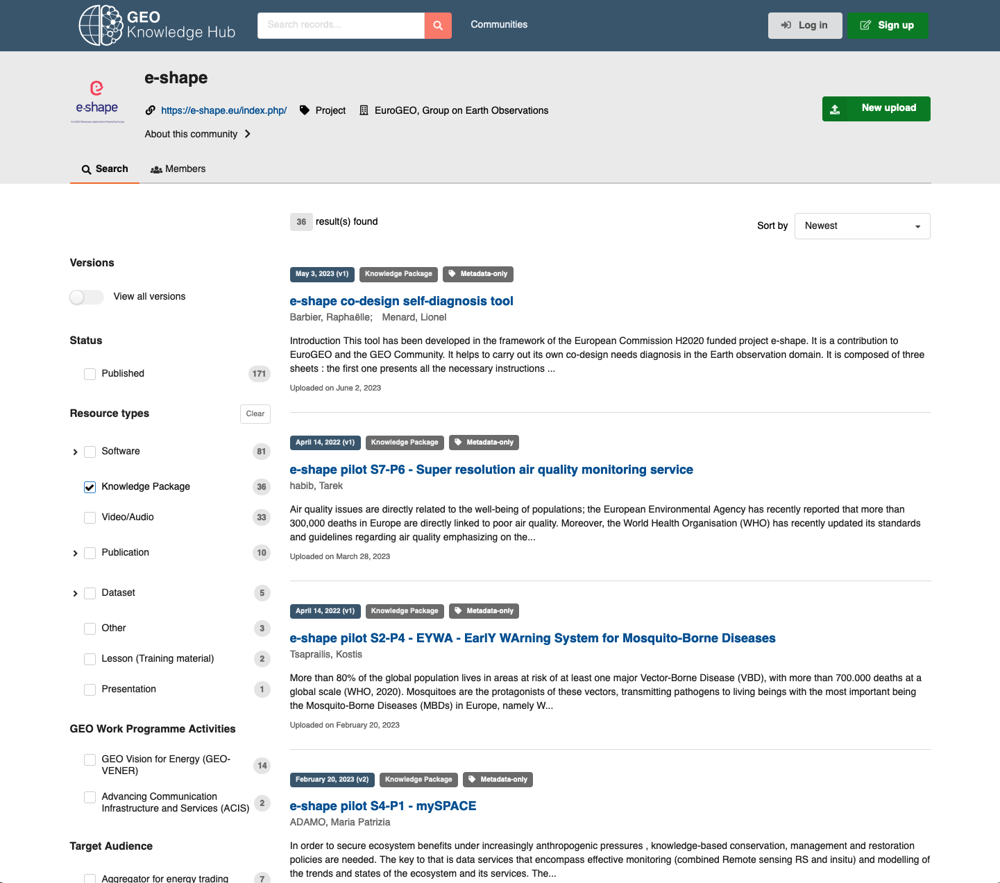 GEO
Knowledge Hub
Search records...
Communities
Log in
Sign up
e-shape
e-shape
https://e-shape.eu/index.php/
Project
EuroGEO, Group on Earth Observations
New upload
About this community
Search
Members
36 result(s) found
Sort by
Newest
Versions
View all versions
Status
Published
171
Resource types
Clear
Software
81
Knowledge Package
36
Video/Audio
33
Publication
10
Dataset
5
Other
3
Lesson (Training material)
2
Presentation
1
GEO Work Programme Activities
GEO Vision for Energy (GEO-
VENER)
14
Advancing Communication
Infrastructure and Services (ACIS)
2
Target Audience
Aggregator for energy trading
7
May 3, 2023 (v1) Knowledge Package Metadata-only
e-shape co-design self-diagnosis tool
Barbier, Raphaëlle; Menard, Lionel
Introduction This tool has been developed in the framework of the European Commission H2020 funded project e-shape. It is a contribution to
EuroGEO and the GEO Community. It helps to carry out its own co-design needs diagnosis in the Earth observation domain. It is composed of three
sheets : the first one presents all the necessary instructions ...
Uploaded on June 2, 2023
April 14, 2022 (v1) Knowledge Package Metadata-only
e-shape pilot S7-P6 - Super resolution air quality monitoring service
habib, Tarek
Air quality issues are directly related to the well-being of populations; the European Environmental Agency has recently reported that more than
300,000 deaths in Europe are directly linked to poor air quality. Moreover, the World Health Organisation (WHO) has recently updated its standards
and guidelines regarding air quality emphasizing on the...
Uploaded on March 28, 2023
April 14, 2022 (v1) Knowledge Package Metadata-only
e-shape pilot S2-P4 - EYWA - EarlY WArning System for Mosquito-Borne Diseases
Tsaprailis, Kostis
More than 80% of the global population lives in areas at risk of at least one major Vector-Borne Disease (VBD), with more than 700.000 deaths at a
global scale (WHO, 2020). Mosquitoes are the protagonists of these vectors, transmitting pathogens to living beings with the most important being
the Mosquito-Borne Diseases (MBDs) in Europe, namely W...
Uploaded on February 20, 2023
February 20, 2023 (v2) Knowledge Package Metadata-only
e-shape pilot S4-P1 - mySPACE
ADAMO, Maria Patrizia
In order to secure ecosystem benefits under increasingly anthropogenic pressures , knowledge-based conservation, management and restoration
policies are needed. The key to that is data services that encompass effective monitoring (combined Remote sensing RS and insitu) and modelling of
the trends and states of the ecosystem and its services. The...